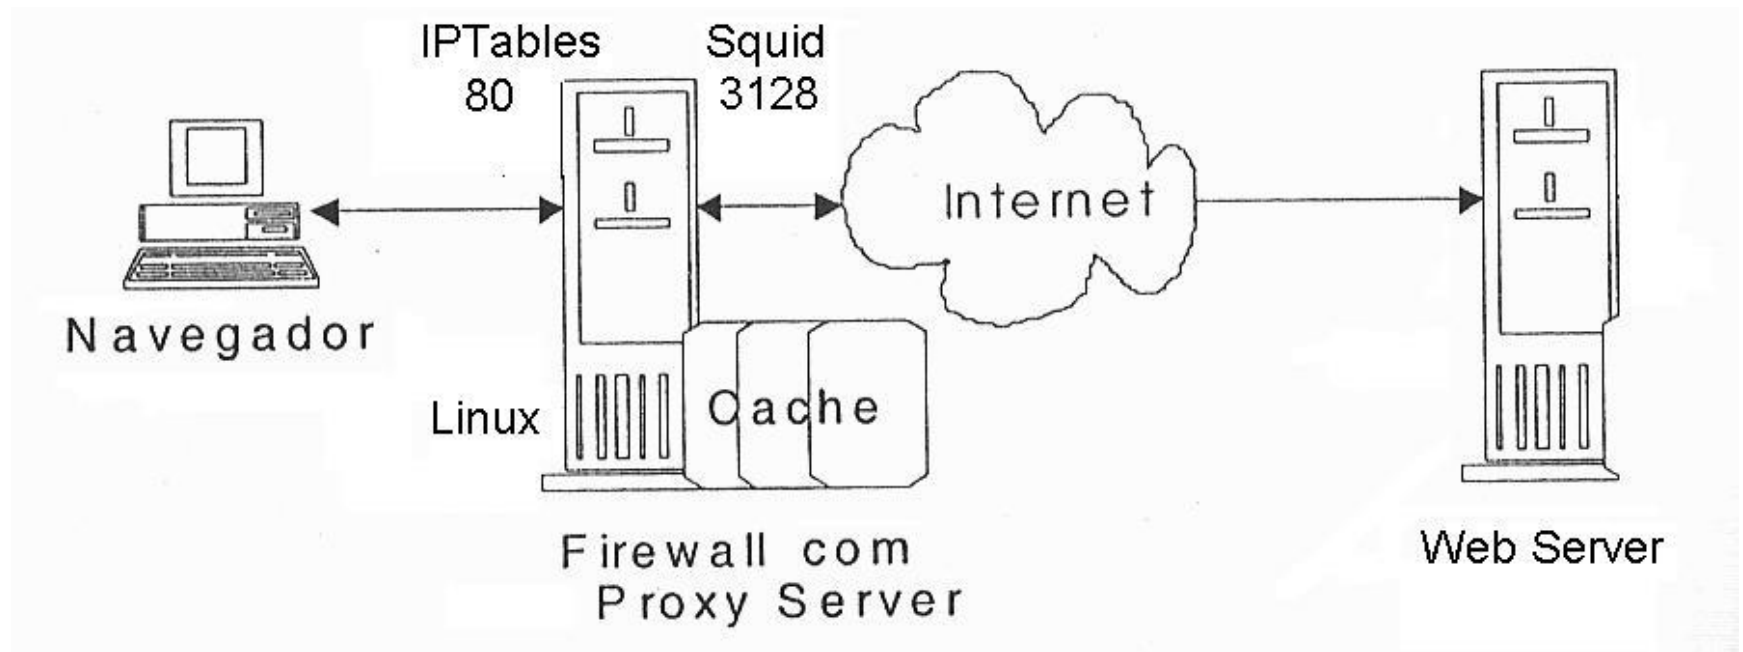 IPTables
80
Squid
3128
Internet
Navegador
Linux
Cache
Firewall com
Proxy Server
Web Server